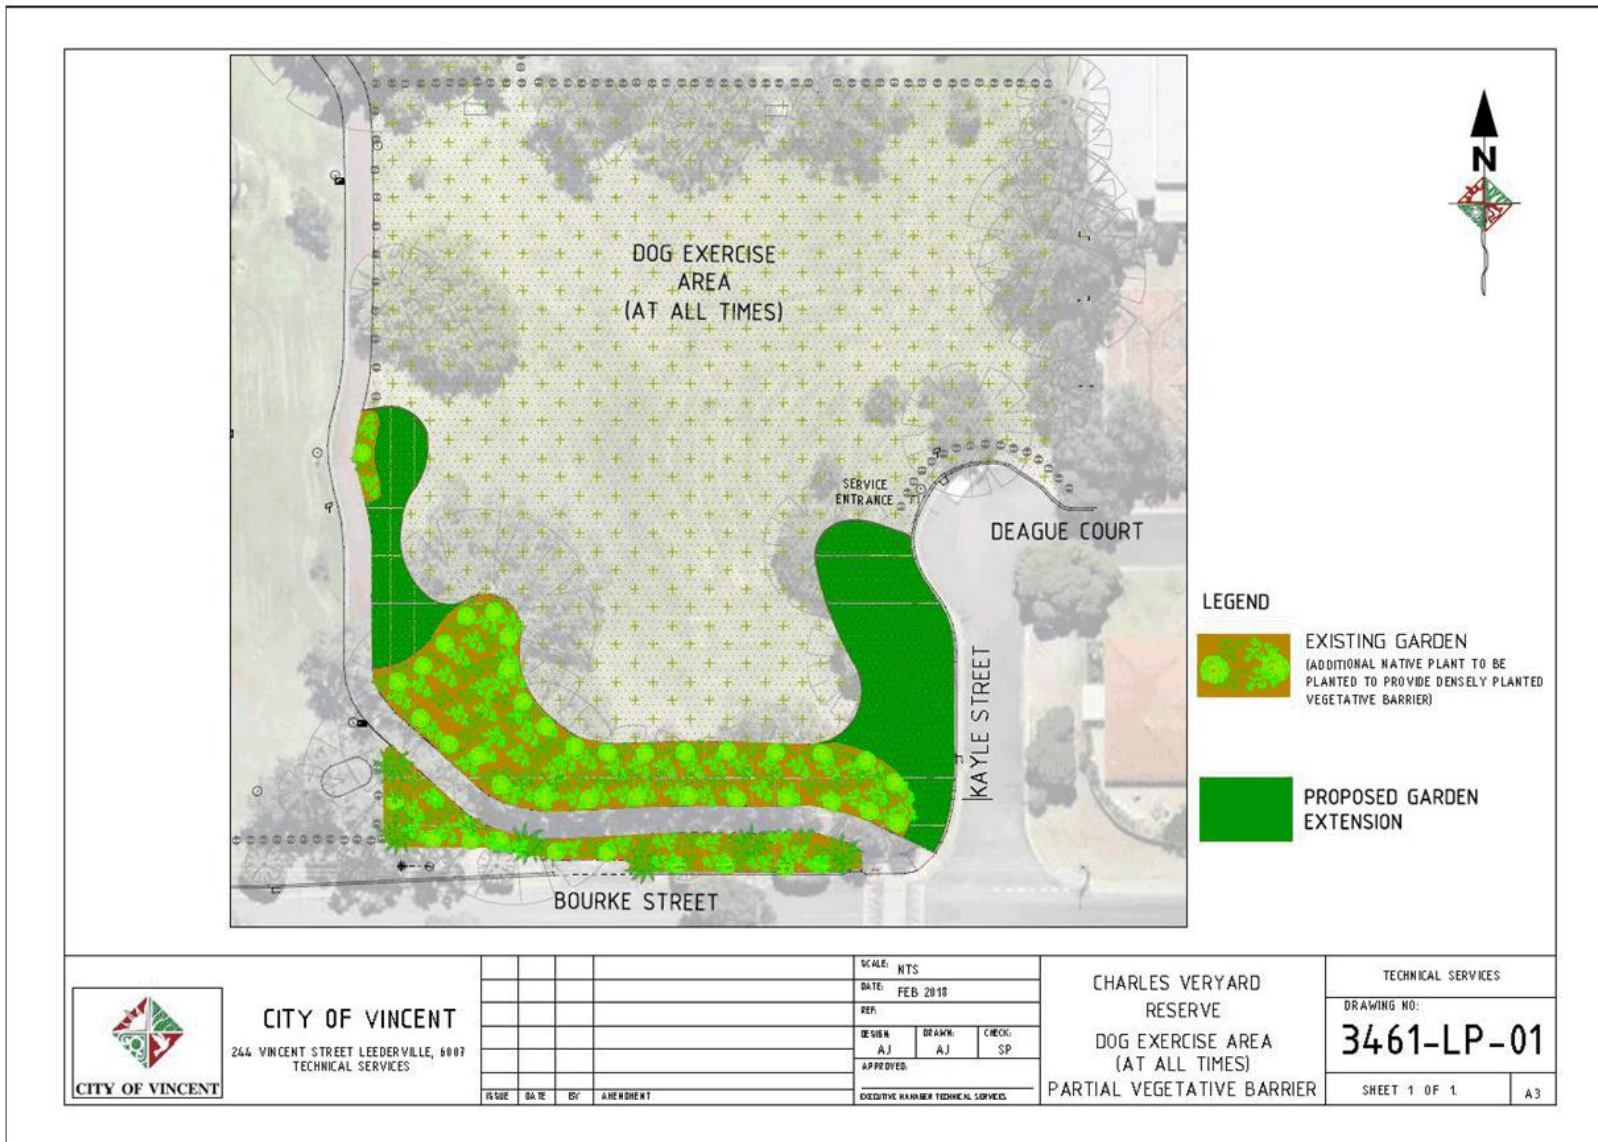 DOG EXERCISE
AREA
(AT ALL TIMES)
N
SERVICE
ENTRANCE
DEAGUE COURT
KAYLE STREET
BOURKE STREET
LEGEND
EXISTING GARDEN
(ADDITIONAL NATIVE PLANT TO BE
PLANTED TO PROVIDE DENSELY PLANTED
VEGETATIVE BARRIER)
PROPOSED GARDEN
EXTENSION
CITY OF VINCENT
CITY OF VINCENT
244 VINCENT STREET LEEDERVILLE, 6007
TECHNICAL SERVICES
ISSUE DATE BY AMENDMENT
SCALE: NTS
DATE: FEB 2018
REF:
DESIGN: DRAWN: CHECK:
AJ AJ SP
APPROVED:
EXECUTIVE MANAGER TECHNICAL SERVICES
CHARLES VERYARD
RESERVE
DOG EXERCISE AREA
(AT ALL TIMES)
PARTIAL VEGETATIVE BARRIER
TECHNICAL SERVICES
DRAWING NO:
3461-LP-01
SHEET 1 OF 1
A3